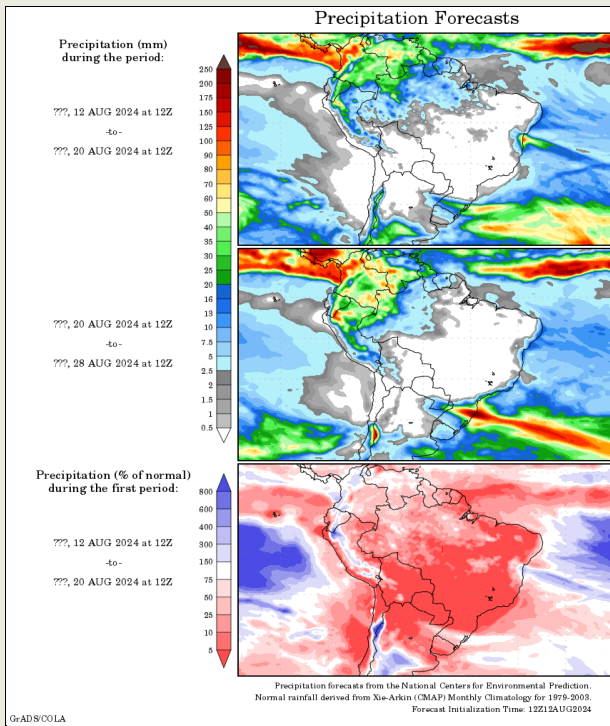 Precipitation Forecasts
Precipitation (mm)
during the period:
???, 12 AUG 2024 at 12Z
-to-
???, 20 AUG 2024 at 12Z
250
200
175
150
125
100
90
80
70
60
50
40
35
30
25
20
16
13
10
7.5
5
2.5
2
1.5
1
0.5
???, 20 AUG 2024 at 12Z
-to-
???, 28 AUG 2024 at 12Z
Precipitation (% of normal)
during the first period:
???, 12 AUG 2024 at 12Z
-to-
???, 20 AUG 2024 at 12Z
800
600
400
300
150
75
50
25
10
5
Precipitation forecasts from the National Centers for Environmental Prediction.
Normal rainfall derived from Xie-Arkin (CMAP) Monthly Climatology for 1979-2003.
Forecast Initialization Time: 12Z12AUG2024
GrADS/COLA